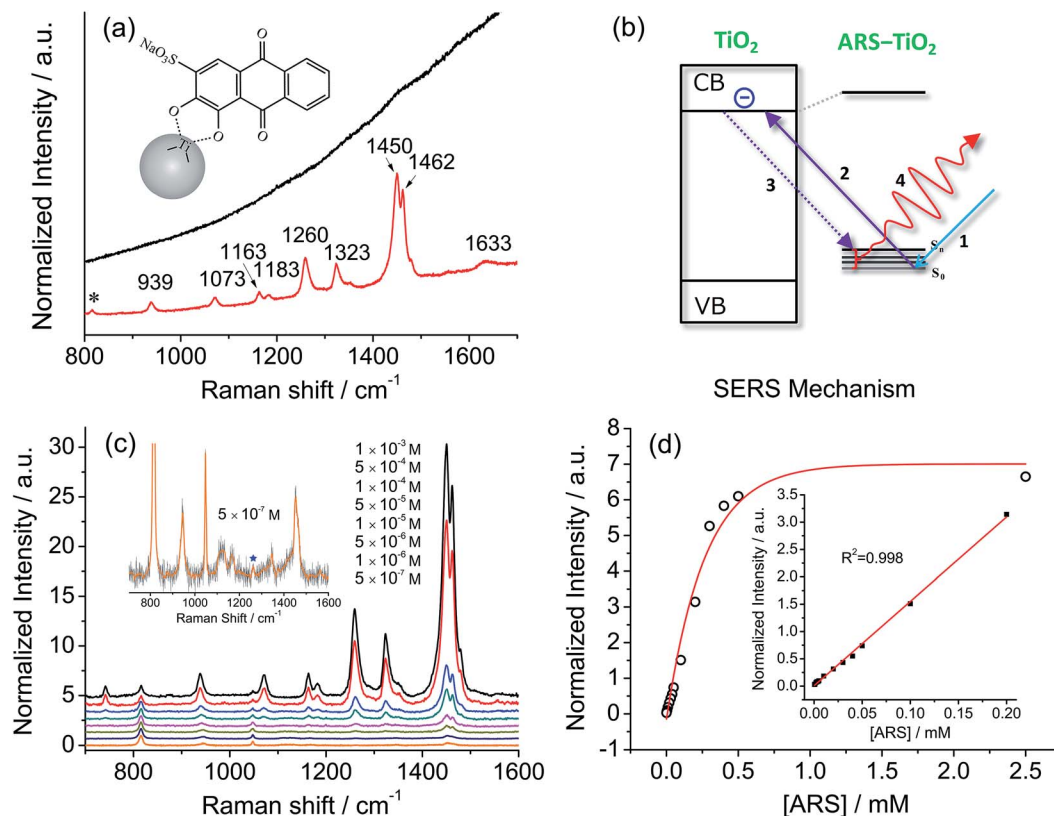 (a)
NaO₃S
O
O
O
O
Ti
Normalized Intensity / a.u.
*
939
1073
1163
1183
1260
1323
1450
1462
1633
800
1000
1200
1400
1600
Raman shift / cm⁻¹
(b)
TiO₂
ARS–TiO₂
CB
−
3
2
4
1
Sₙ
S₀
VB
SERS Mechanism
(c)
Normalized Intensity / a.u.
30
25
20
15
10
5
0
5 × 10⁻⁷ M
800 1000 1200 1400 1600
Raman Shift / cm⁻¹
1 × 10⁻³ M
5 × 10⁻⁴ M
1 × 10⁻⁴ M
5 × 10⁻⁵ M
1 × 10⁻⁵ M
5 × 10⁻⁶ M
1 × 10⁻⁶ M
5 × 10⁻⁷ M
800 1000 1200 1400 1600
Raman shift / cm⁻¹
(d)
Normalized Intensity / a.u.
8
7
6
5
4
3
2
1
0
-1
Normalized Intensity / a.u.
3.5
3.0
2.5
2.0
1.5
1.0
0.5
0.0
R²=0.998
0.00 0.05 0.10 0.15 0.20
[ARS] / mM
0.0 0.5 1.0 1.5 2.0 2.5
[ARS] / mM